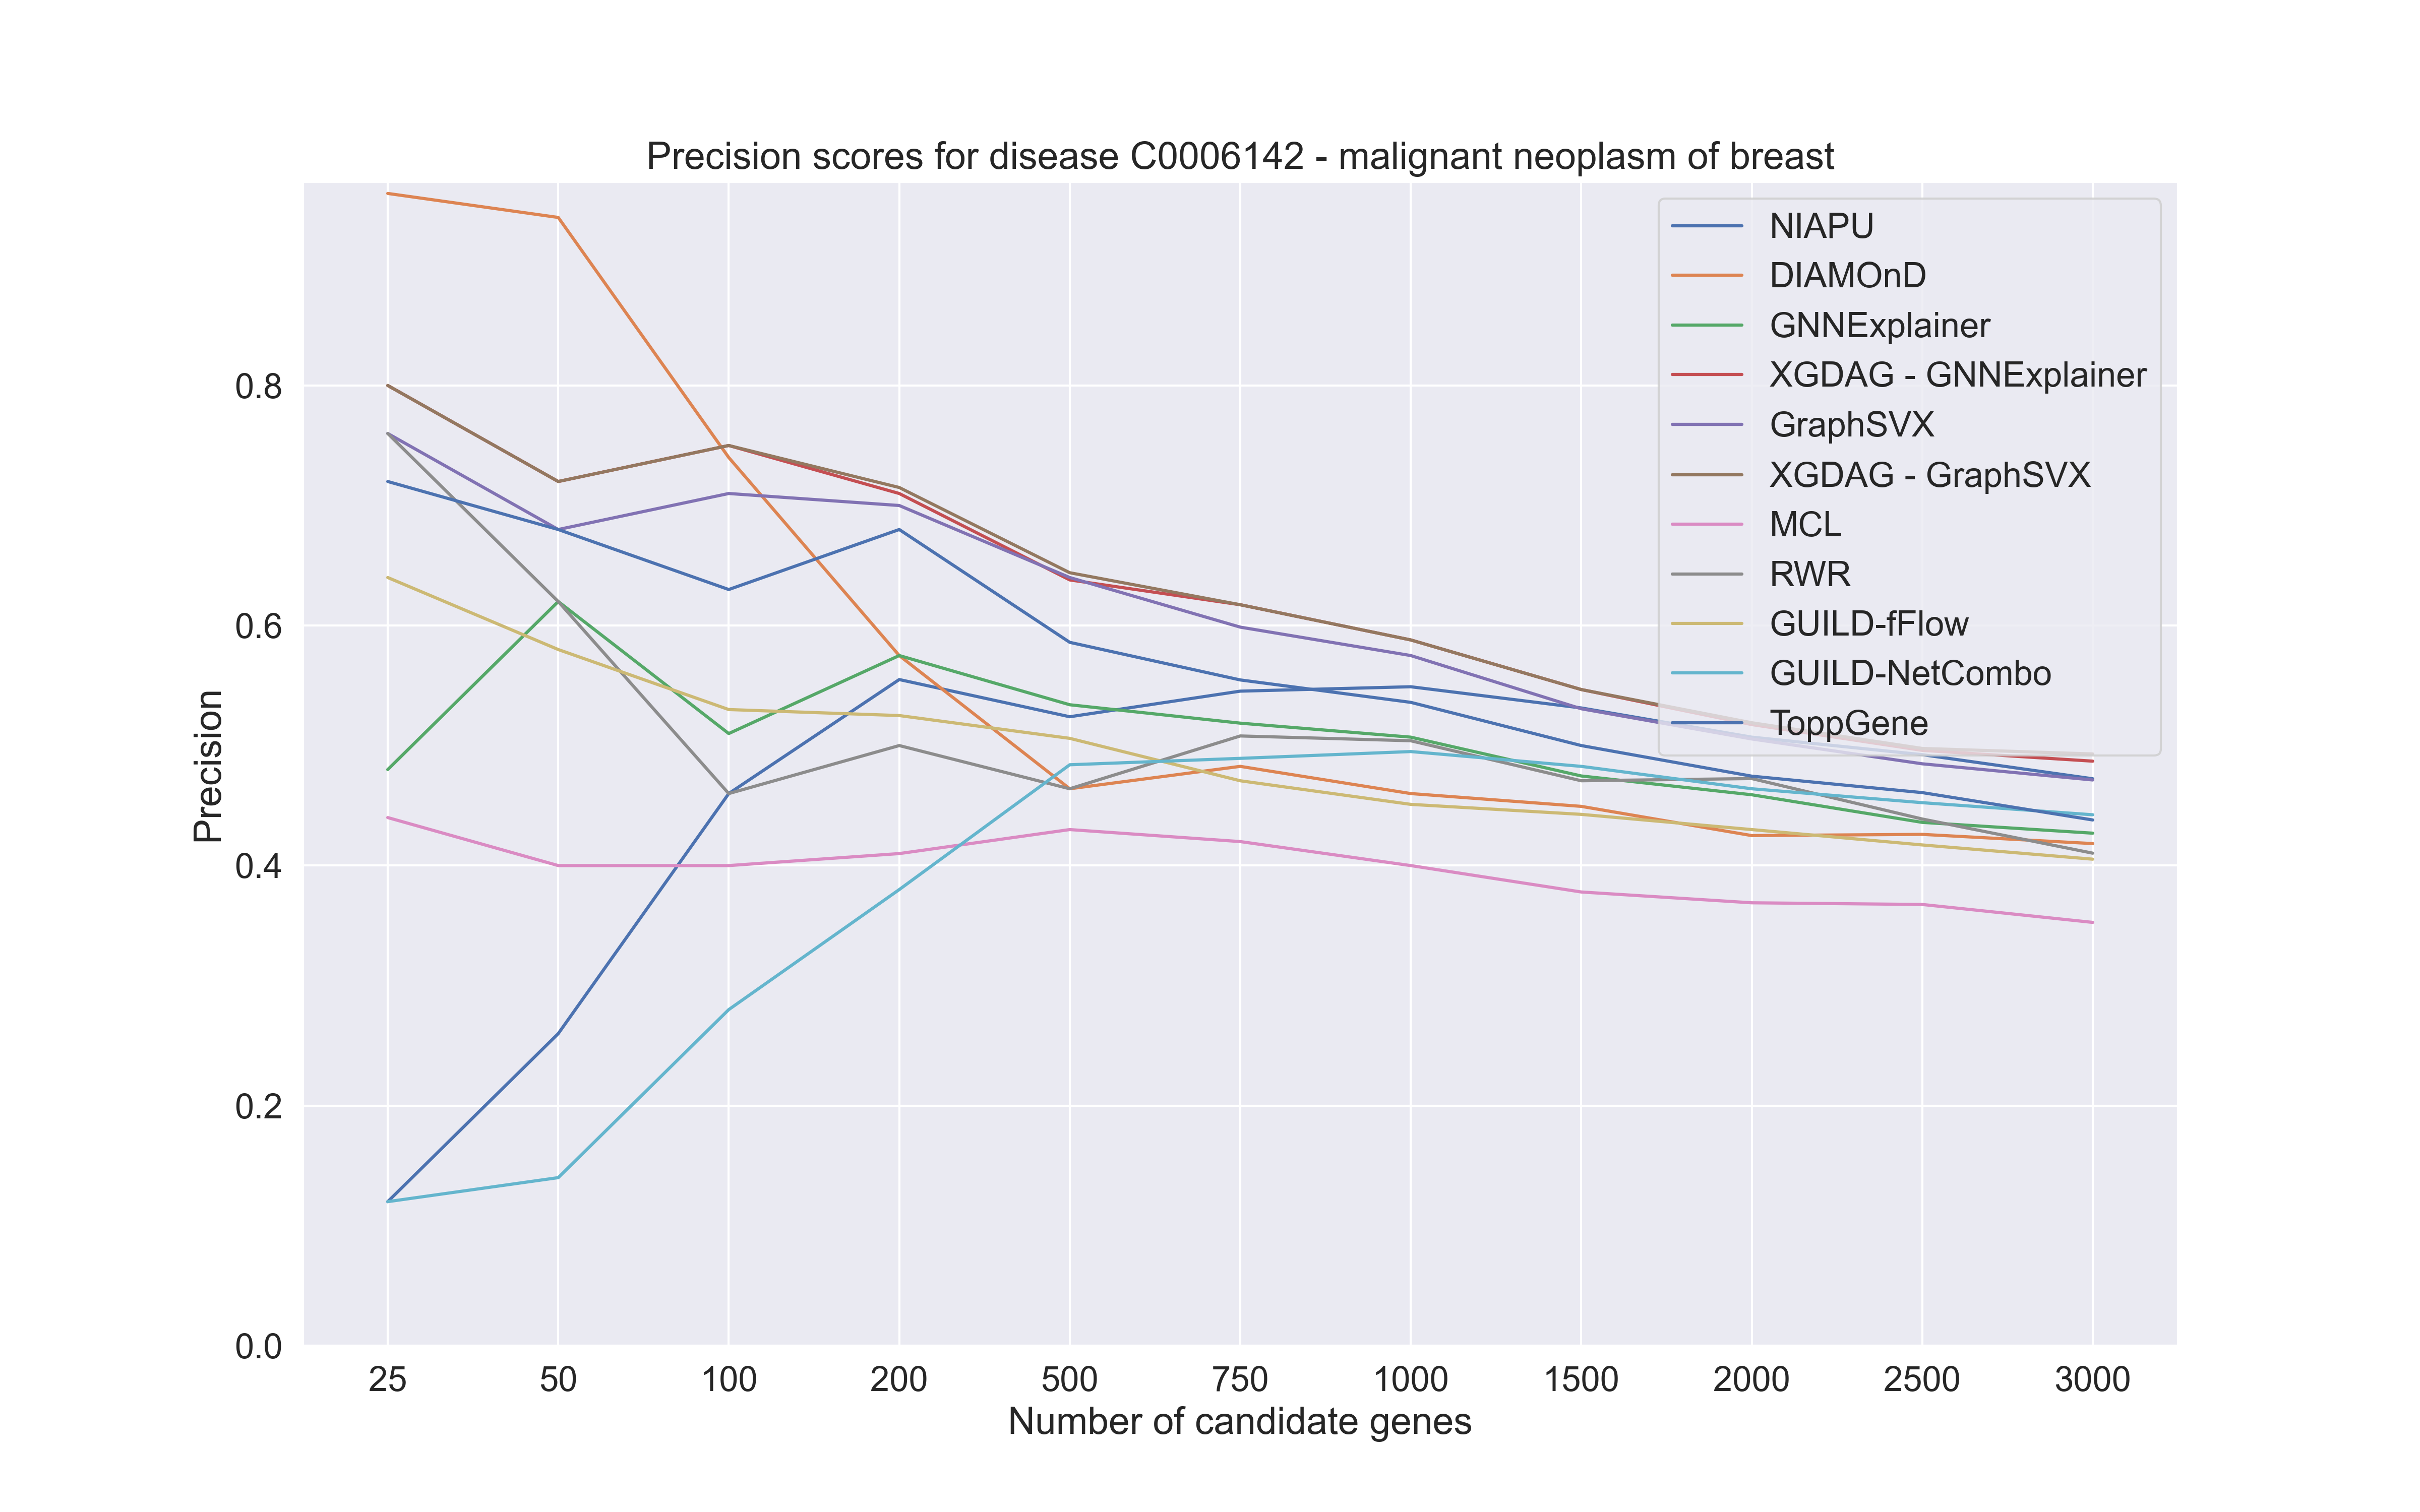 Precision scores for disease C0006142 - malignant neoplasm of breast
NIAPU
DIAMOnD
GNNExplainer
XGDAG - GNNExplainer
GraphSVX
XGDAG - GraphSVX
MCL
RWR
GUILD-fFlow
GUILD-NetCombo
ToppGene
Precision
0.8
0.6
0.4
0.2
0.0
25 50 100 200 500 750 1000 1500 2000 2500 3000
Number of candidate genes